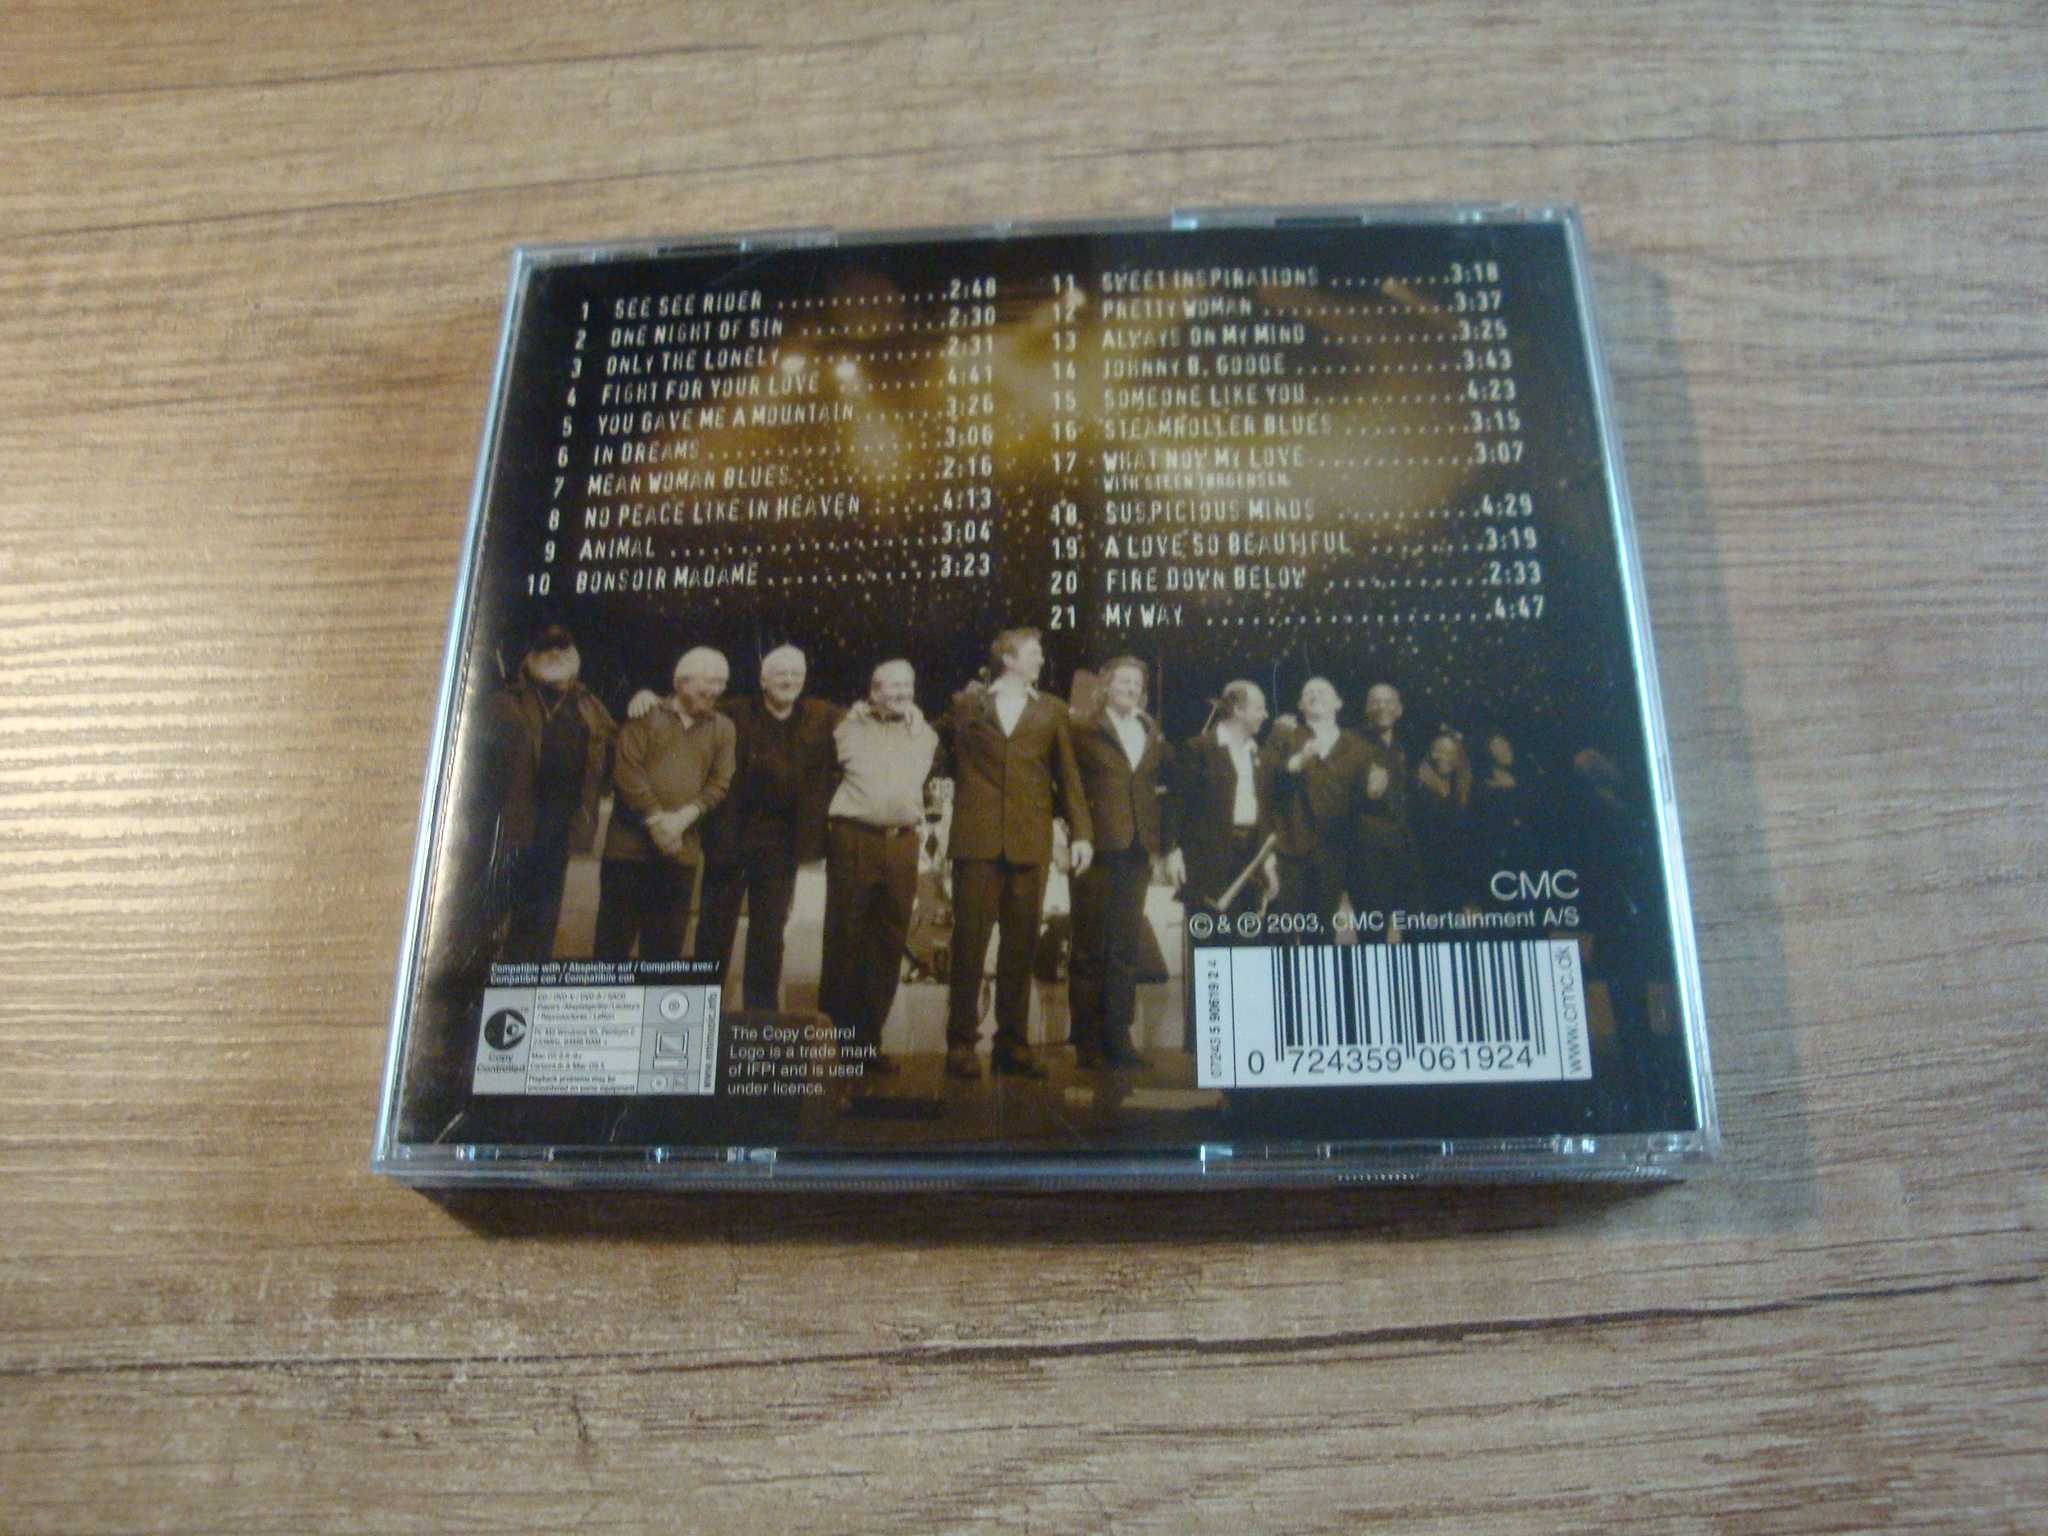 1 SEE SEE RIDER ..............2:48
2 ONE NIGHT OF SIN ............2:30
3 ONLY THE LONELY ............2:31
4 FIGHT FOR YOUR LOVE ........4:41
5 YOU GAVE ME A MOUNTAIN.......3:26
6 IN DREAMS...................3:06
7 MEAN WOMAN BLUES............2:16
8 NO PEACE LIKE IN HEAVEN .....4:13
9 ANIMAL ....................3:04
10 BONSOIR MADAME.............3:23
11 SWEET INSPIRATIONS .........3:18
12 PRETTY WOMAN ...............3:37
13 ALWAYS ON MY MIND ..........3:25
14 JOHNNY B. GOODE ............3:43
15 SOMEONE LIKE YOU...........4:23
16 STEAMROLLER BLUES .........3:15
17 WHAT NOW MY LOVE ...........3:07
WITH STEEN JØRGENSEN
18 SUSPICIOUS MINDS ..........4:29
19 A LOVE SO BEAUTIFUL ........3:19
20 FIRE DOWN BELOW ...........2:33
21 MY WAY ....................4:47
CMC
© & ℗ 2003, CMC Entertainment A/S
07243 5 90619 2 4
0 724359 061924
www.cmc.dk
Compatible with / Abspielbar auf / Compatible avec /
Compatible con / Compatibile con
Copy
Controlled
Playback problems may be
encountered on some equipment
The Copy Control
Logo is a trade mark
of IFPI and is used
under licence.